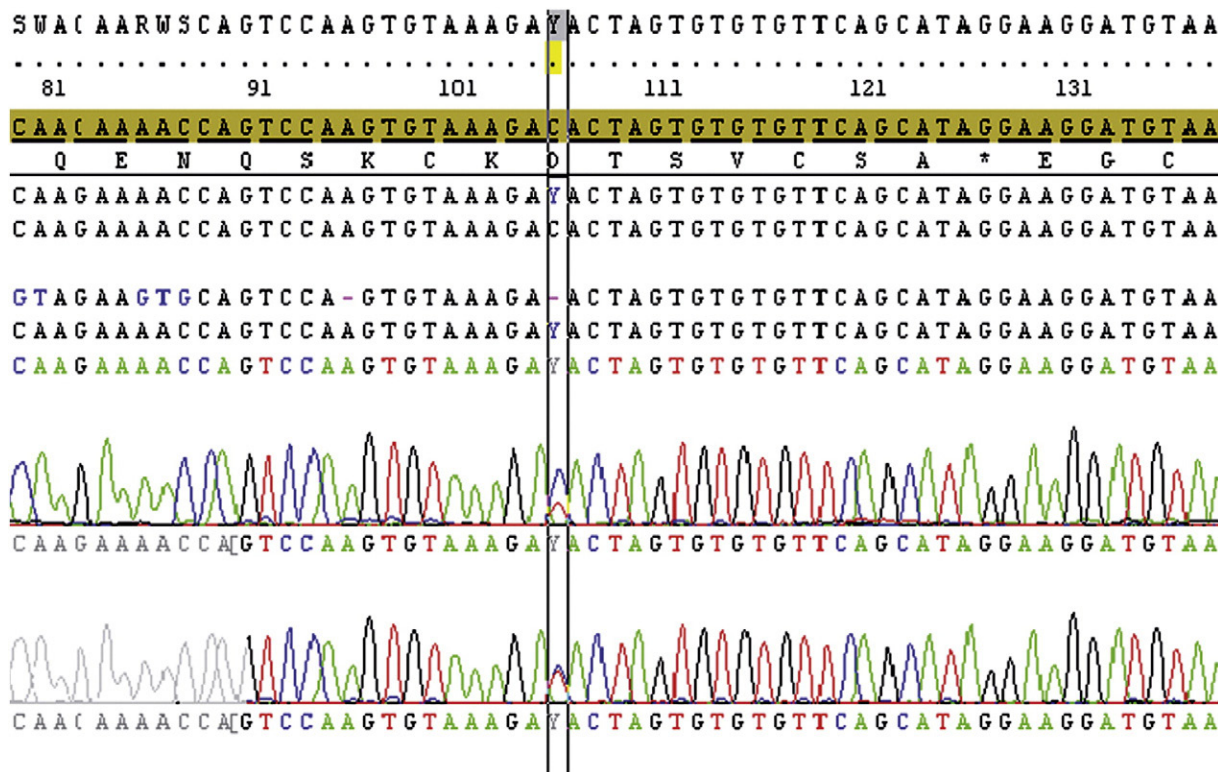 SWA(AARWSCAGTCCAAGTGTAAAGAYACTAGTGTGTGTTCAGCATAGGAAGGATGTAA
81 91 101 111 121 131
CAA(AAAACCAGTCCAAGTGTAAAGACACTAGTGTGTGTTCAGCATAGGAAGGATGTAA
Q E N Q S K C K D T S V C S A * E G C
CAAGAAAACCAGTCCAAGTGTAAAGAYACTAGTGTGTGTTCAGCATAGGAAGGATGTAA
CAAGAAAACCAGTCCAAGTGTAAAGACACTAGTGTGTGTTCAGCATAGGAAGGATGTAA
GTAGAAGTGCAGTCCA-GTGTAAAGA-ACTAGTGTGTGTTCAGCATAGGAAGGATGTAA
CAAGAAAACCAGTCCAAGTGTAAAGAYACTAGTGTGTGTTCAGCATAGGAAGGATGTAA
CAAGAAAACCAGTCCAAGTGTAAAGAYACTAGTGTGTGTTCAGCATAGGAAGGATGTAA
CAAGAAAACCA[GTCCAAGTGTAAAGAYACTAGTGTGTGTTCAGCATAGGAAGGATGTAA
CAA(AAAACCA[GTCCAAGTGTAAAGAYACTAGTGTGTGTTCAGCATAGGAAGGATGTAA